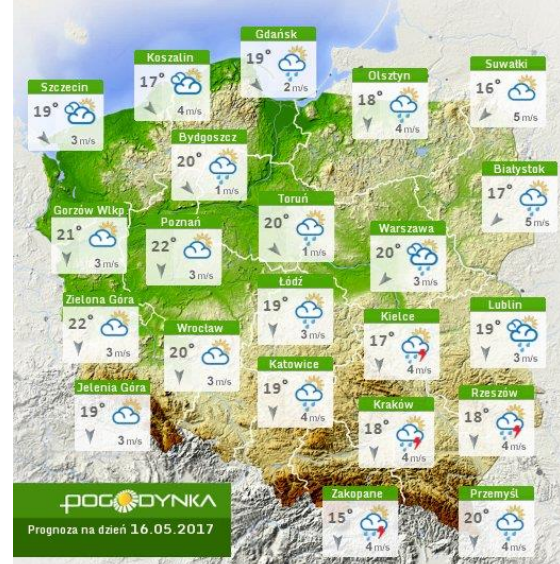 Gdańsk
19°
2 m/s
Koszalin
17°
4 m/s
Suwałki
16°
5 m/s
Olsztyn
18°
4 m/s
Szczecin
19°
3 m/s
Bydgoszcz
20°
1 m/s
Białystok
17°
5 m/s
Toruń
20°
1 m/s
Gorzów Wlkp
21°
3 m/s
Poznań
22°
3 m/s
Warszawa
20°
3 m/s
Łódź
19°
3 m/s
Zielona Góra
22°
3 m/s
Lublin
19°
3 m/s
Kielce
17°
4 m/s
Wrocław
20°
3 m/s
Katowice
19°
4 m/s
Jelenia Góra
19°
3 m/s
Rzeszów
18°
4 m/s
Kraków
18°
4 m/s
Zakopane
15°
4 m/s
Przemyśl
20°
4 m/s
POGODYNKA
Prognoza na dzień 16.05.2017